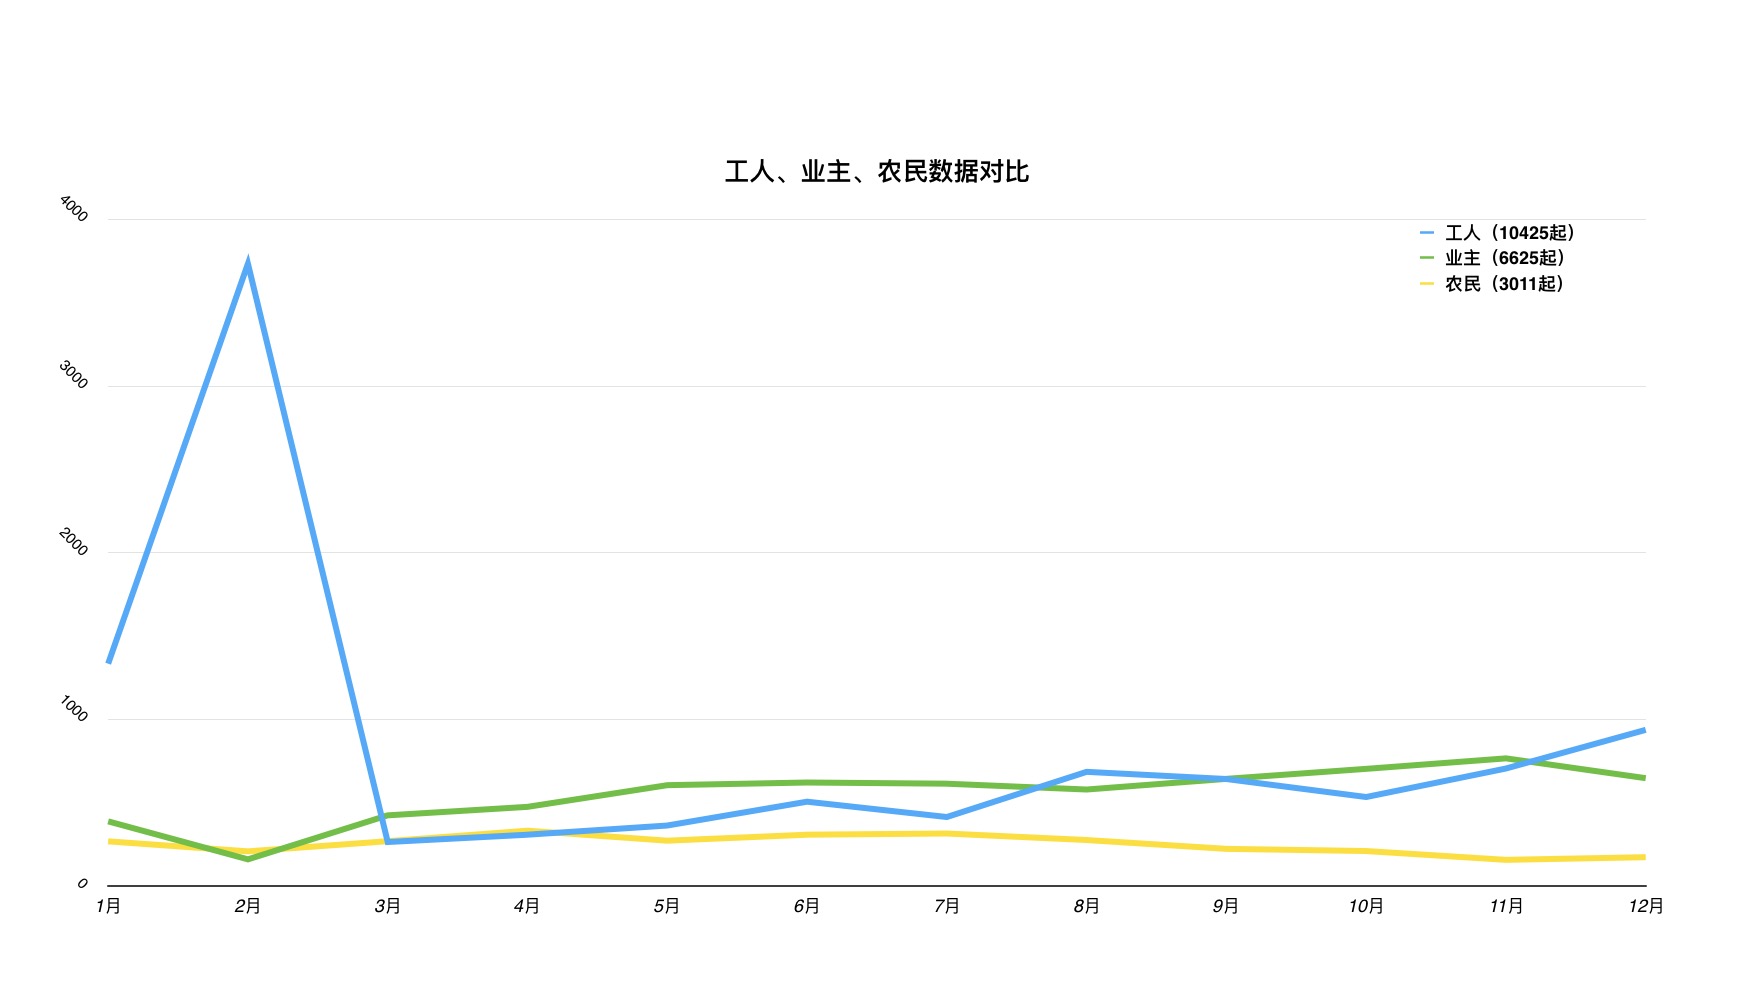 工人、业主、农民数据对比
4000
3000
2000
1000
0
工人（10425起）
业主（6625起）
农民（3011起）
1月 2月 3月 4月 5月 6月 7月 8月 9月 10月 11月 12月